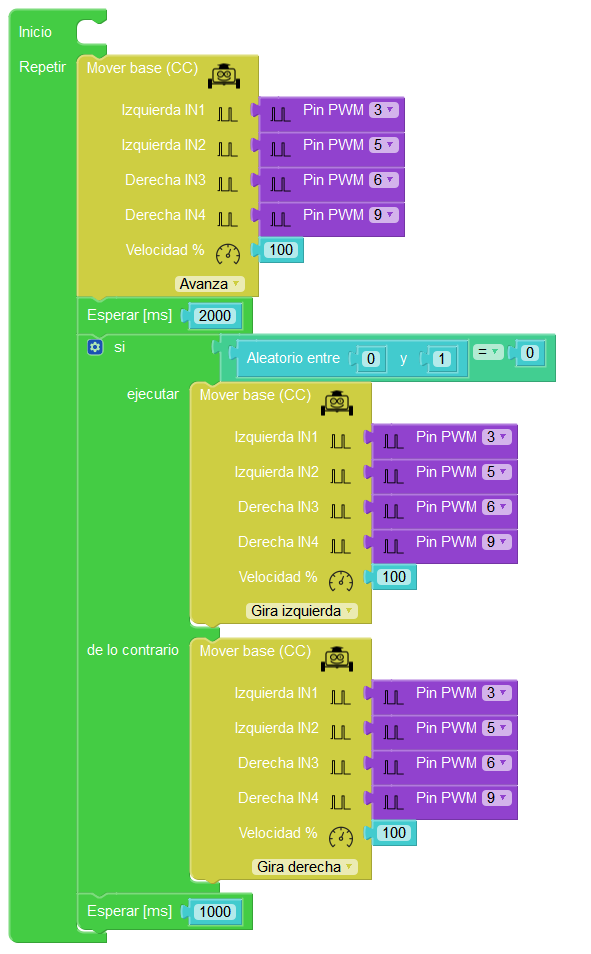 Inicio
Repetir Mover base (CC)
Izquierda IN1 Pin PWM 3
Izquierda IN2 Pin PWM 5
Derecha IN3 Pin PWM 6
Derecha IN4 Pin PWM 9
Velocidad % 100
Avanza
Esperar [ms] 2000
si Aleatorio entre 0 y 1 = 0
ejecutar Mover base (CC)
Izquierda IN1 Pin PWM 3
Izquierda IN2 Pin PWM 5
Derecha IN3 Pin PWM 6
Derecha IN4 Pin PWM 9
Velocidad % 100
Gira izquierda
de lo contrario Mover base (CC)
Izquierda IN1 Pin PWM 3
Izquierda IN2 Pin PWM 5
Derecha IN3 Pin PWM 6
Derecha IN4 Pin PWM 9
Velocidad % 100
Gira derecha
Esperar [ms] 1000